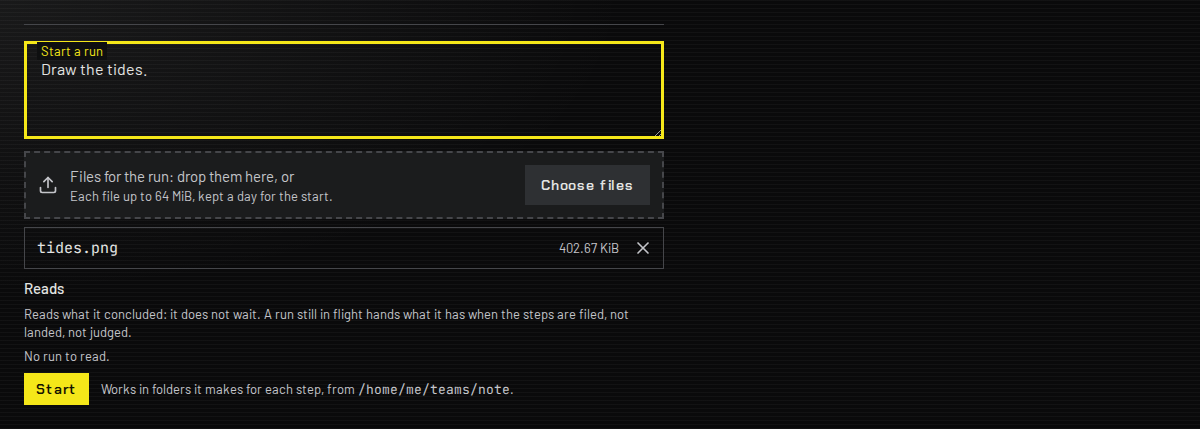 Start a run
Draw the tides.
Files for the run: drop them here, or
Each file up to 64 MiB, kept a day for the start.
Choose files
tides.png
402.67 KiB
Reads
Reads what it concluded: it does not wait. A run still in flight hands what it has when the steps are filed, not
landed, not judged.
No run to read.
Start
Works in folders it makes for each step, from /home/me/teams/note.